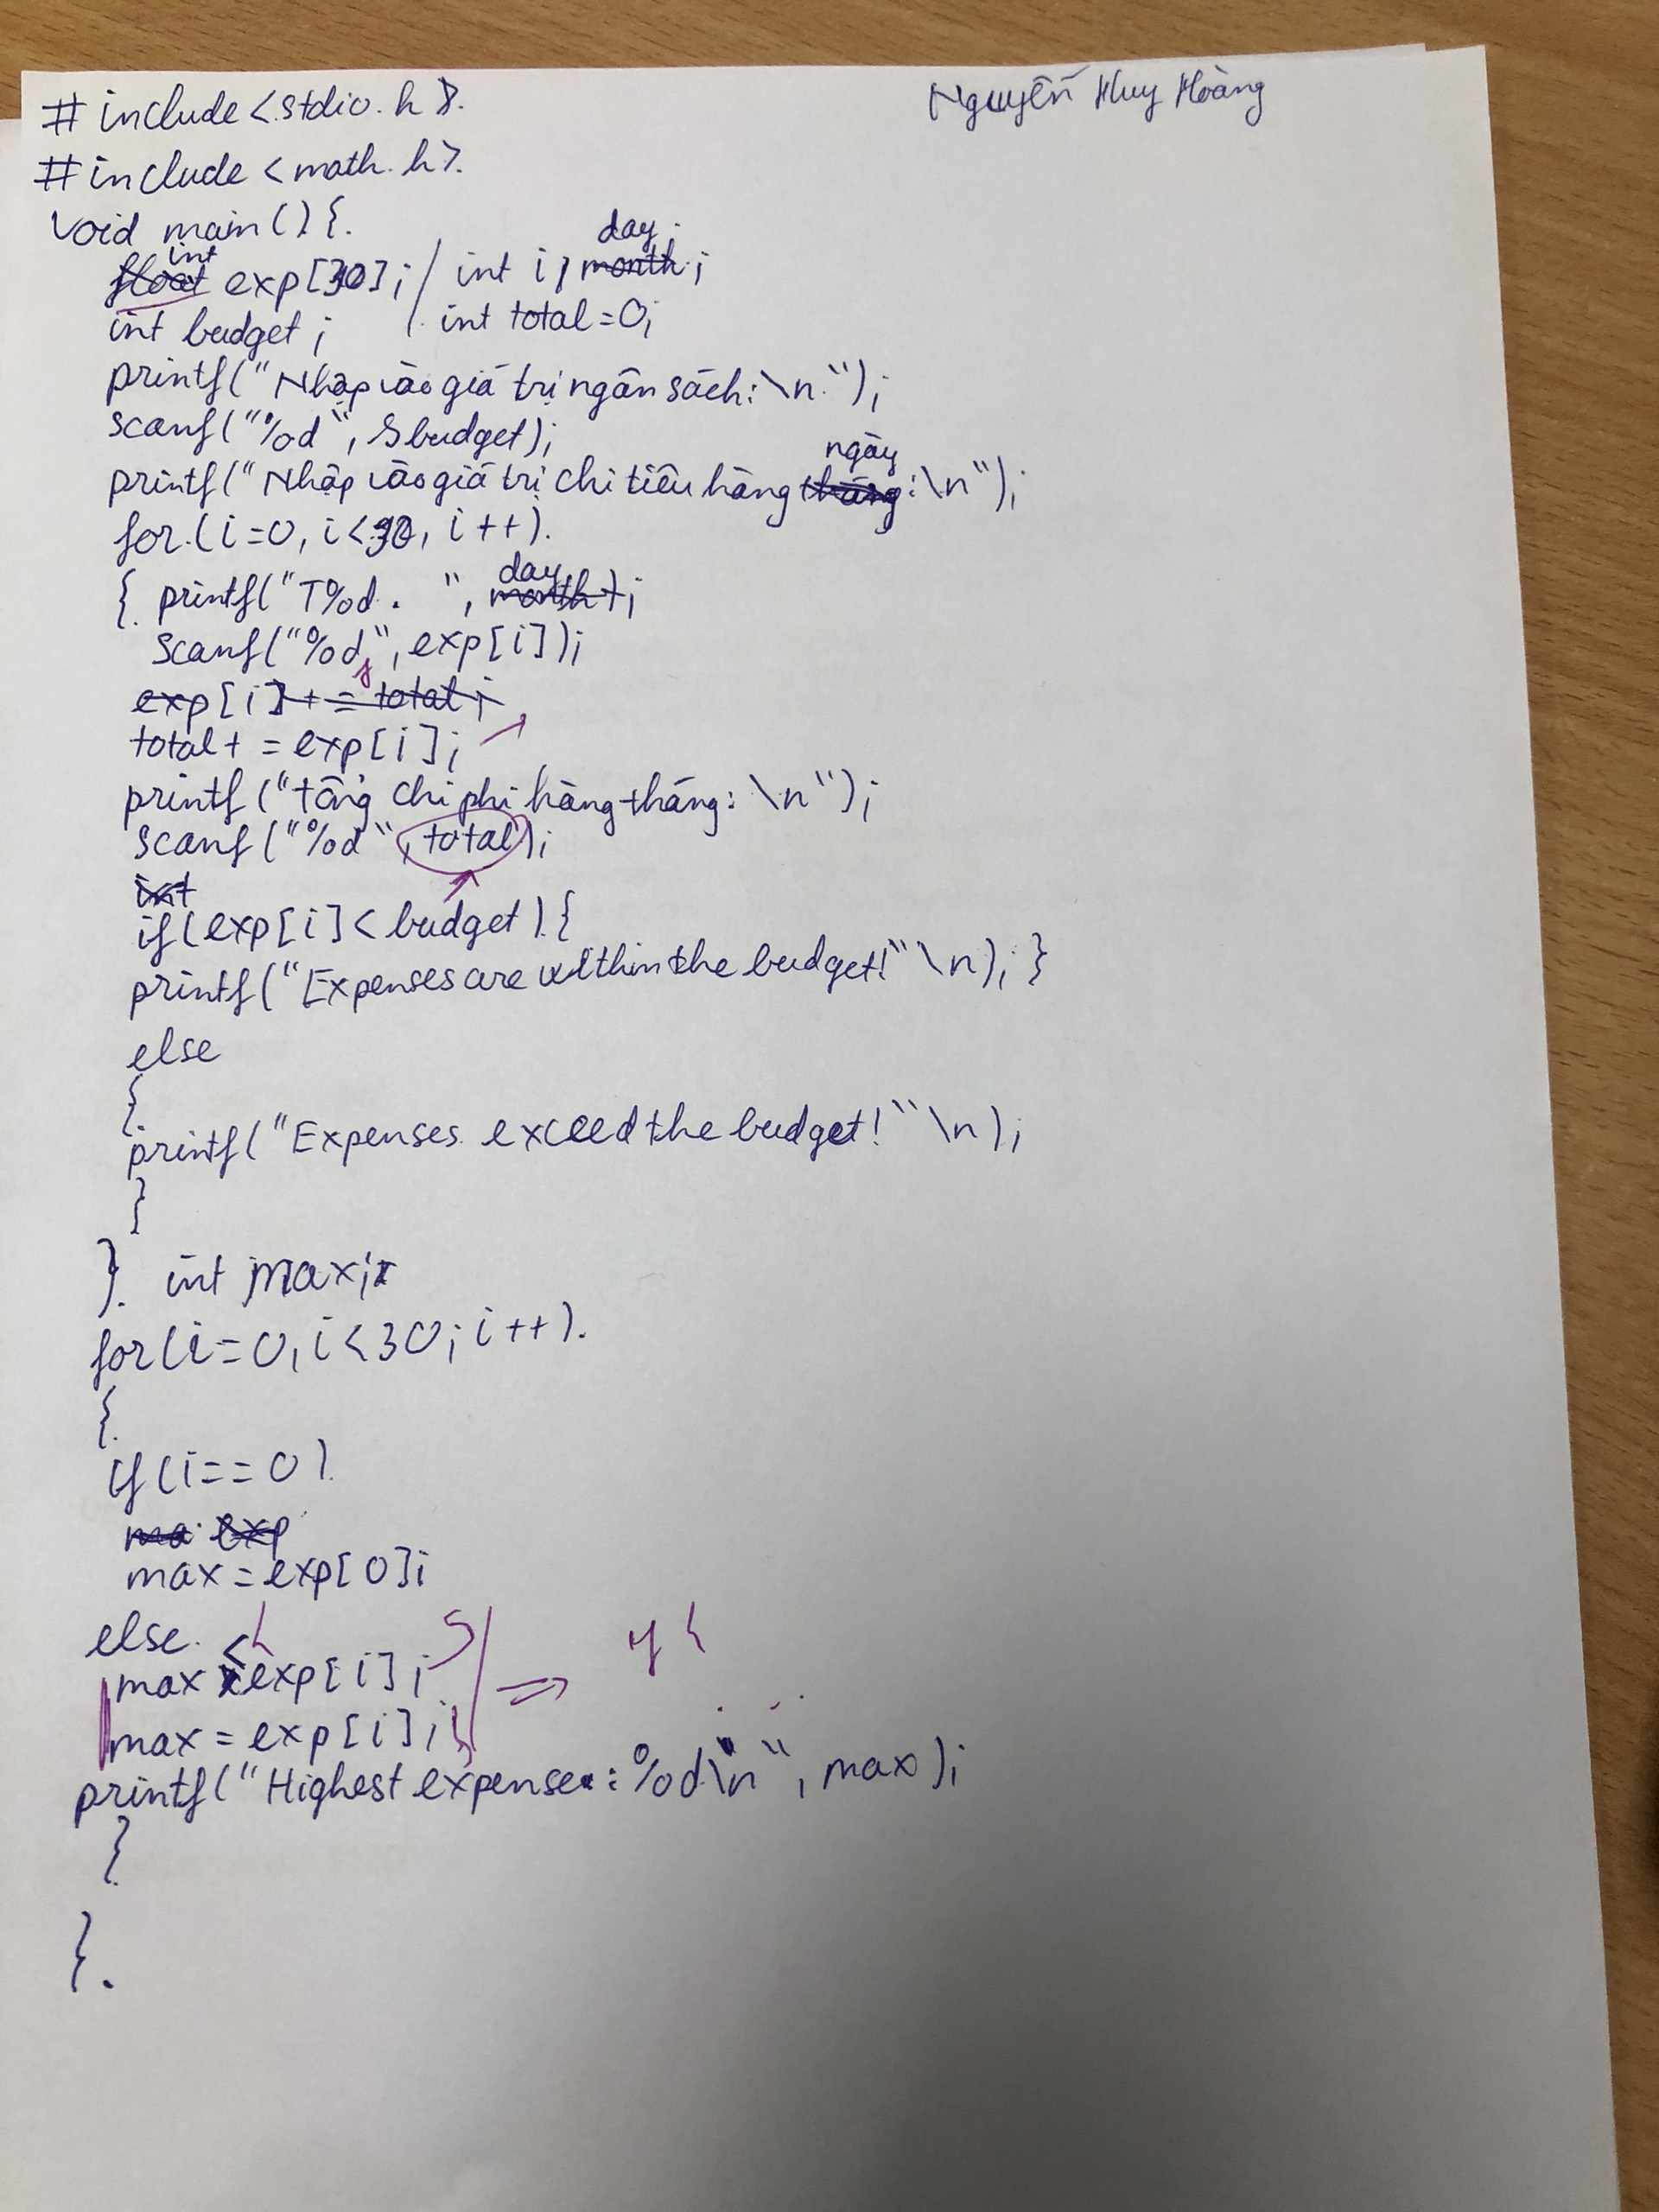 Nguyễn Huy Hoàng
#include<stdio.h>.
#include<math.h>.
void main(){.
int day.
float exp[30]; / int i, month;
int budget; / int total=0;
printf("Nhập vào giá trị ngân sách:\n");
scanf("%d", &budget);
ngày
printf("Nhập vào giá trị chi tiêu hàng tháng:\n");
for.(i=0, i<30, i++).
day
{ printf("T%d. ", month);
scanf("%d", exp[i]);
exp[i]+=total;
total+=exp[i];
printf("tổng chi phí hàng tháng: \n");
scanf("%d", total);
int
if(exp[i]<budget){
printf("Expenses are within the budget!"\n); }
else
{
printf("Expenses exceed the budget!"\n);
}
}. int max;
for(i=0, i<30; i++).
{
if(i==0)
ma exp
max=exp[0];
else. <
max exp[i];
max=exp[i];
printf("Highest expense: %d\n", max);
}
}.